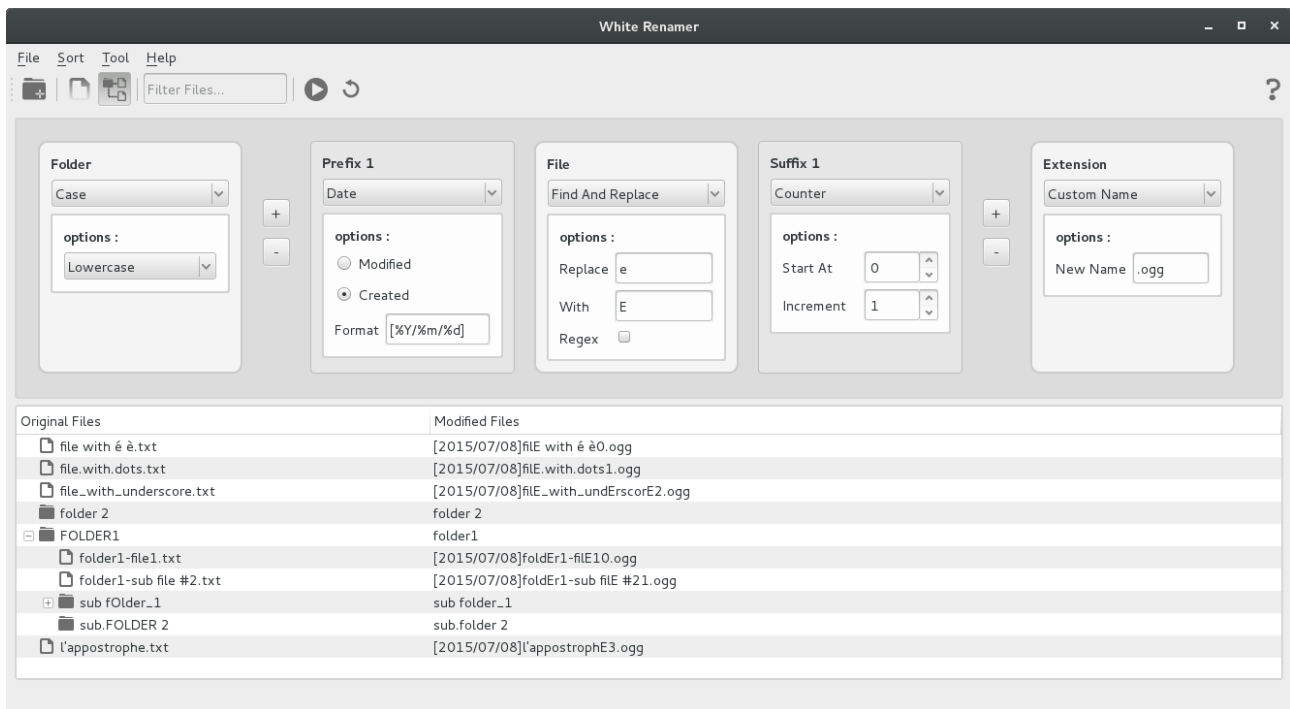 White Renamer
File Sort Tool Help
Filter Files...
?
Folder
Case
options :
Lowercase
+
-
Prefix 1
Date
options :
Modified
Created
Format [%Y/%m/%d]
File
Find And Replace
options :
Replace e
With E
Regex
Suffix 1
Counter
options :
Start At 0
Increment 1
+
-
Extension
Custom Name
options :
New Name .ogg
Original Files Modified Files
file with é è.txt [2015/07/08]filE with é è0.ogg
file.with.dots.txt [2015/07/08]filE.with.dots1.ogg
file_with_underscore.txt [2015/07/08]filE_with_undErscorE2.ogg
folder 2 folder 2
FOLDER1 folder1
folder1-file1.txt [2015/07/08]foldEr1-filE10.ogg
folder1-sub file #2.txt [2015/07/08]foldEr1-sub filE #21.ogg
sub fOlder_1 sub folder_1
sub.FOLDER 2 sub.folder 2
l'appostrophe.txt [2015/07/08]l'appostrophE3.ogg